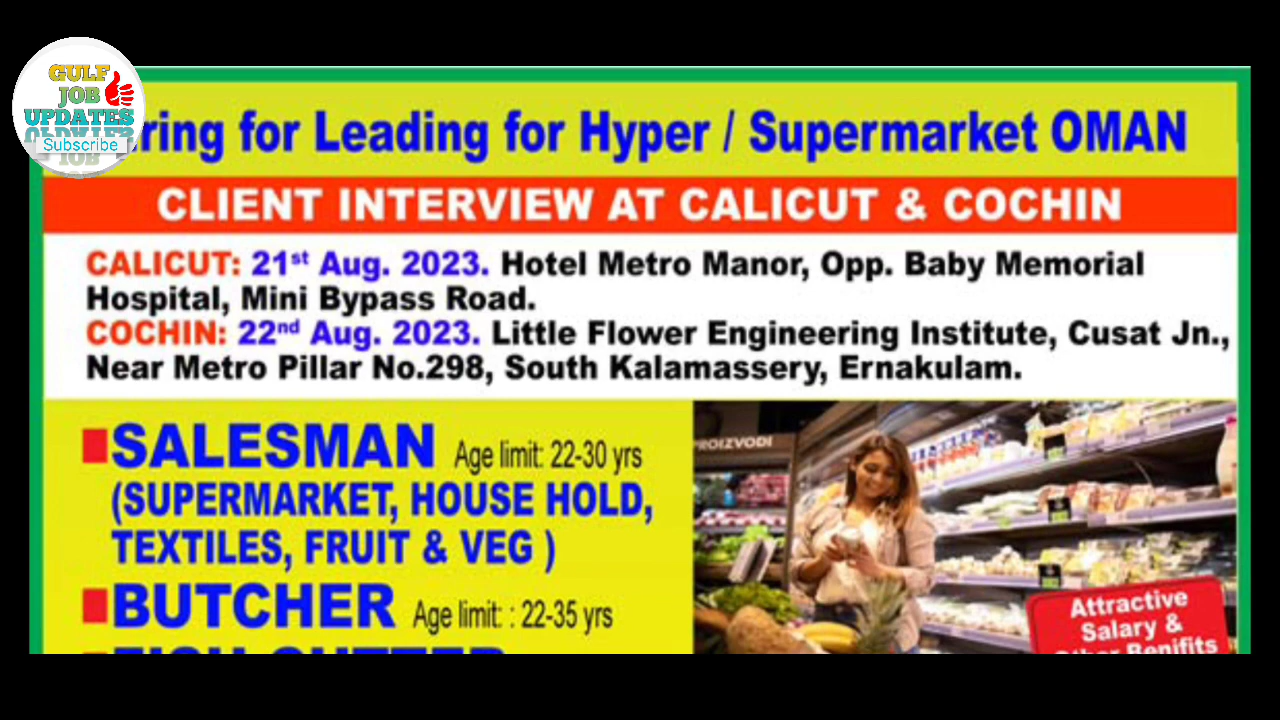 GULF
JOB
UPDATES
Subscribe
ring for Leading for Hyper / Supermarket OMAN
CLIENT INTERVIEW AT CALICUT & COCHIN
CALICUT: 21st Aug. 2023. Hotel Metro Manor, Opp. Baby Memorial
Hospital, Mini Bypass Road.
COCHIN: 22nd Aug. 2023. Little Flower Engineering Institute, Cusat Jn.,
Near Metro Pillar No.298, South Kalamassery, Ernakulam.
SALESMAN Age limit: 22-30 yrs
(SUPERMARKET, HOUSE HOLD,
TEXTILES, FRUIT & VEG )
BUTCHER Age limit: : 22-35 yrs
PROIZVODI
Attractive
Salary &
Other Benifits